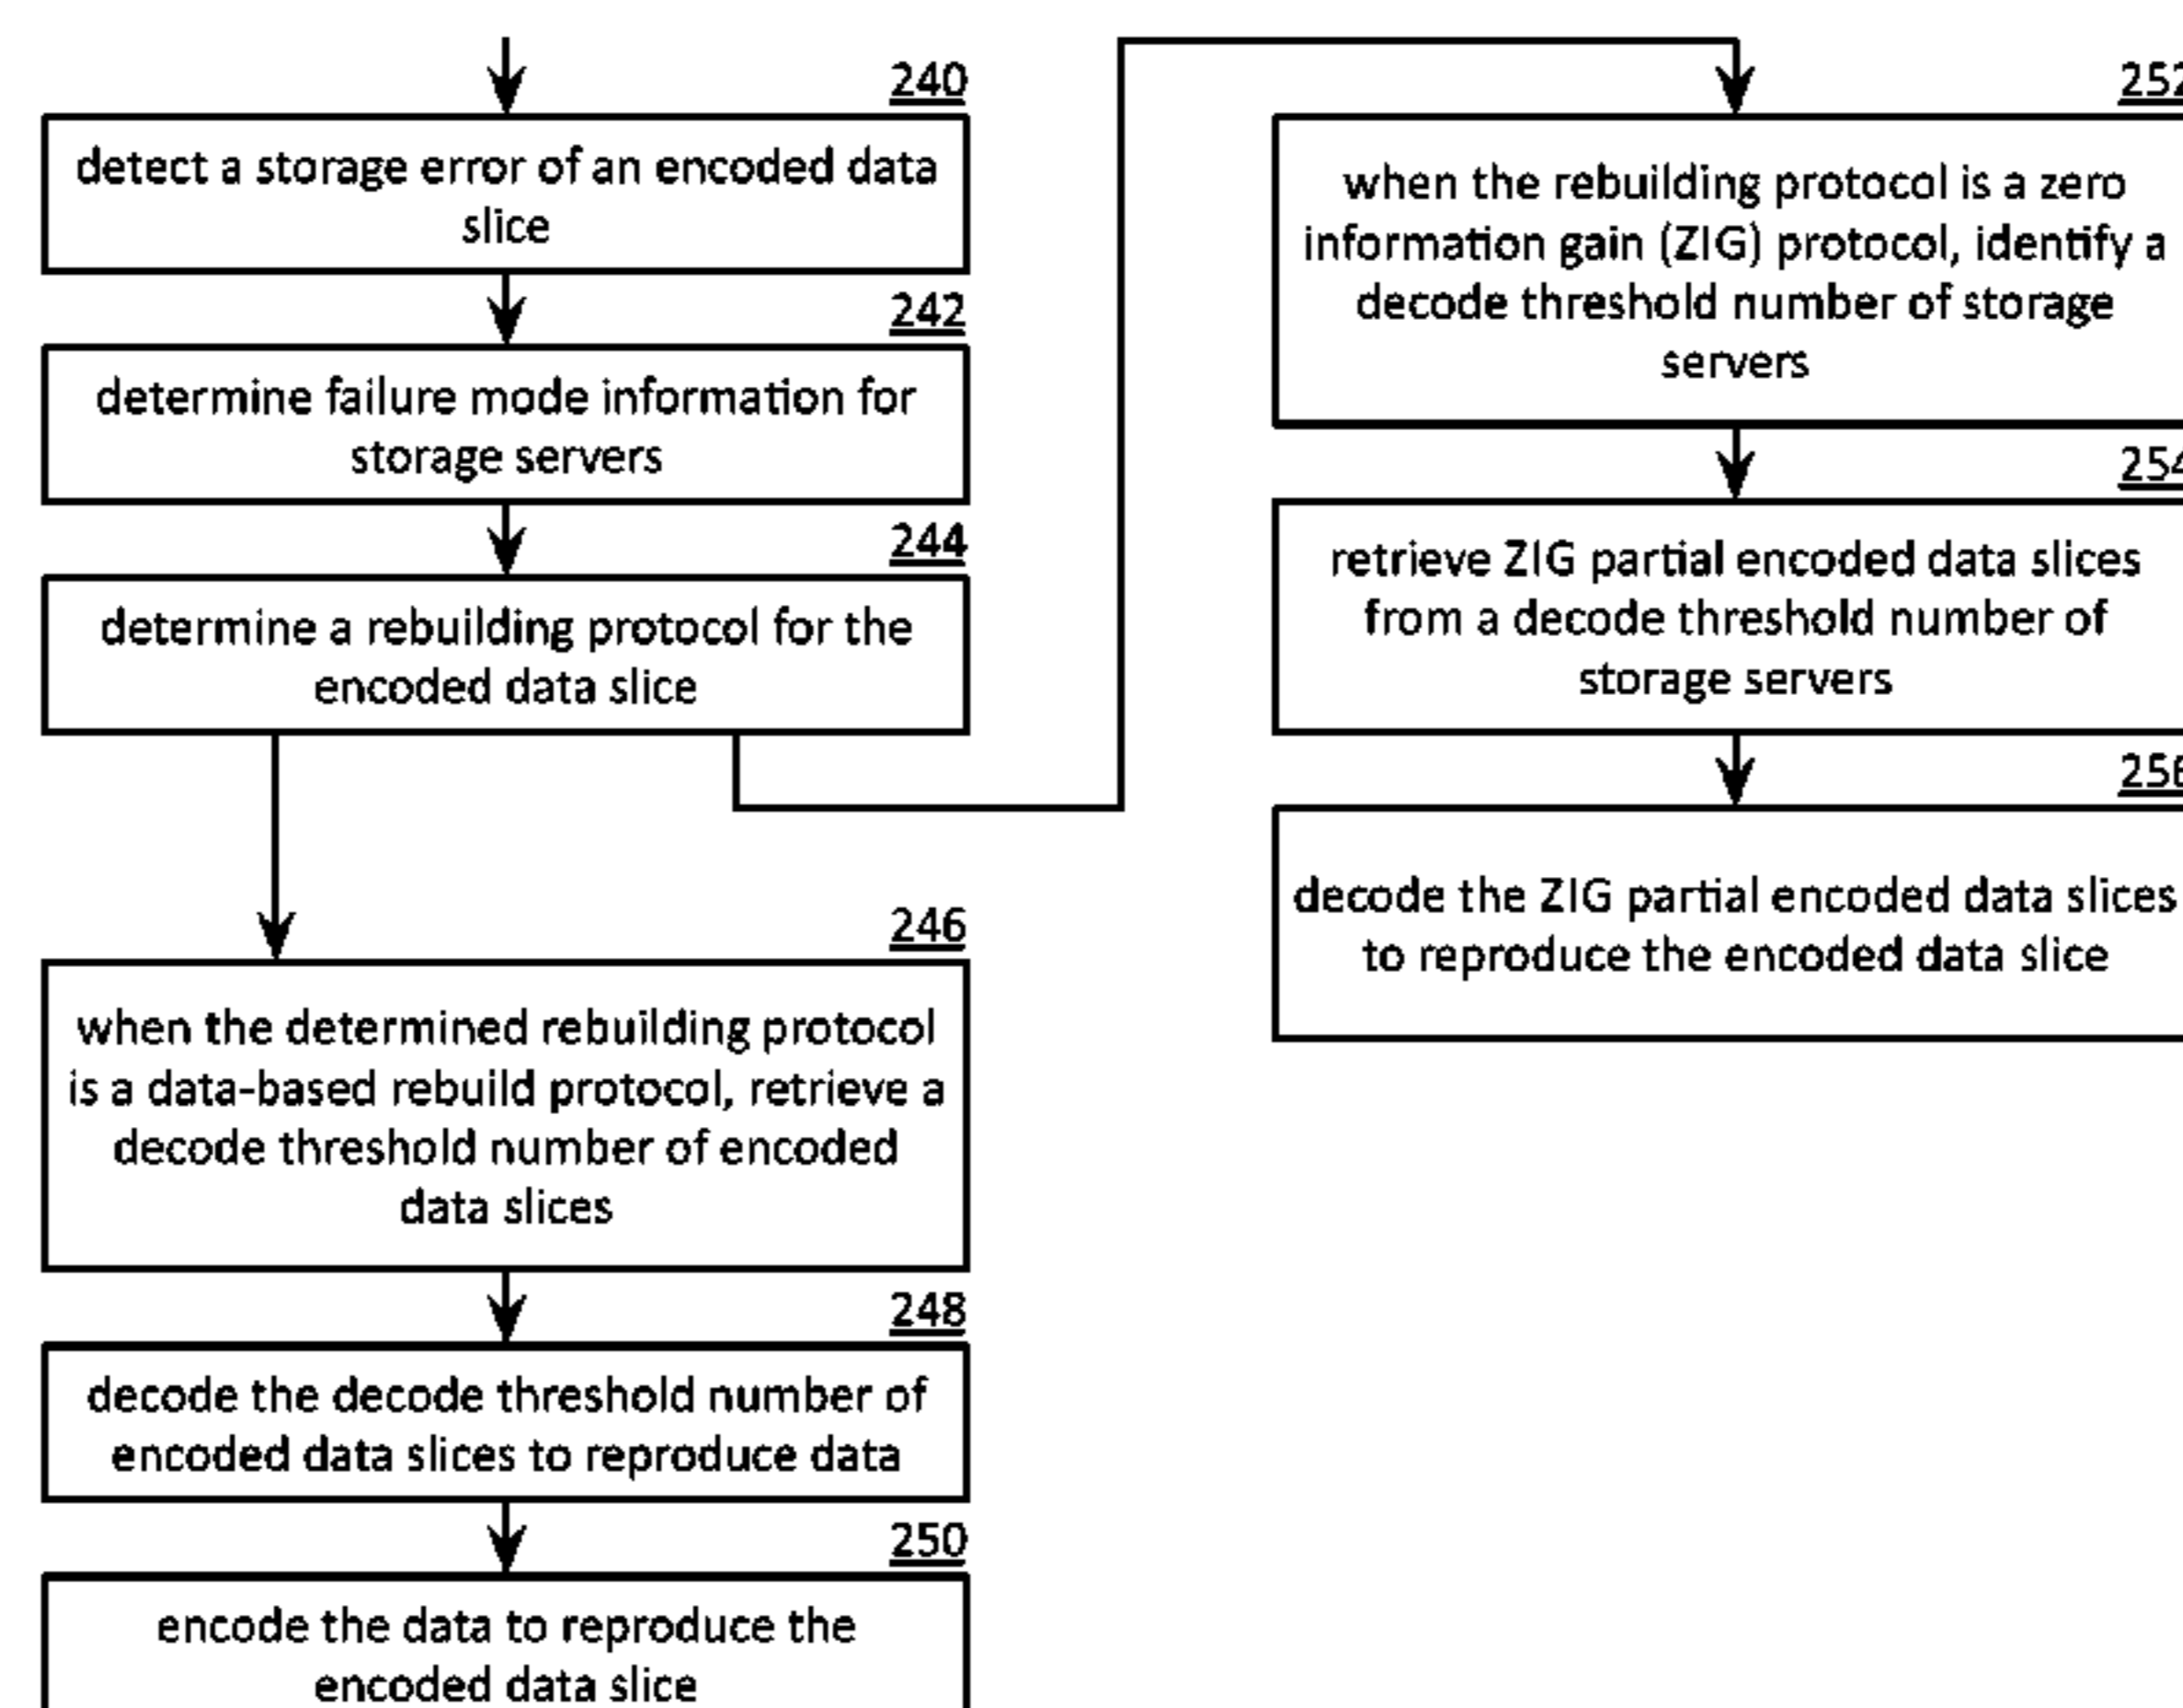 240
detect a storage error of an encoded data
slice
242
determine failure mode information for
storage servers
244
determine a rebuilding protocol for the
encoded data slice
246
when the determined rebuilding protocol
is a data-based rebuild protocol, retrieve a
decode threshold number of encoded
data slices
248
decode the decode threshold number of
encoded data slices to reproduce data
250
encode the data to reproduce the
encoded data slice
252
when the rebuilding protocol is a zero
information gain (ZIG) protocol, identify a
decode threshold number of storage
servers
254
retrieve ZIG partial encoded data slices
from a decode threshold number of
storage servers
256
decode the ZIG partial encoded data slices
to reproduce the encoded data slice